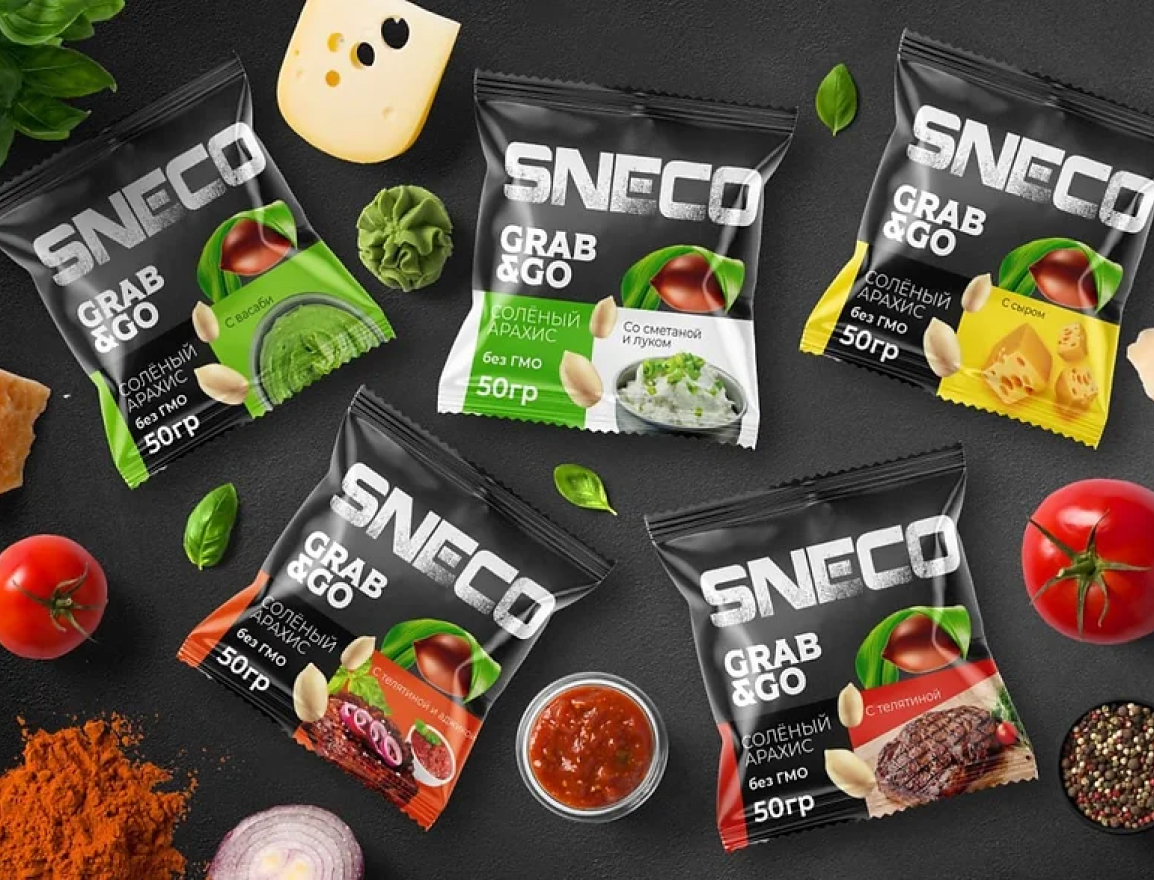 SNECO
GRAB
&GO
СОЛЁНЫЙ
АРАХИС
без ГМО
50гр
С васаби
SNECO
GRAB
&GO
СОЛЁНЫЙ
АРАХИС
без ГМО
50гр
Со сметаной
и луком
SNECO
GRAB
&GO
СОЛЁНЫЙ
АРАХИС
без ГМО
50гр
С сыром
SNECO
GRAB
&GO
СОЛЁНЫЙ
АРАХИС
без ГМО
50гр
С телятиной и аджикой
SNECO
GRAB
&GO
СОЛЁНЫЙ
АРАХИС
без ГМО
50гр
С телятиной